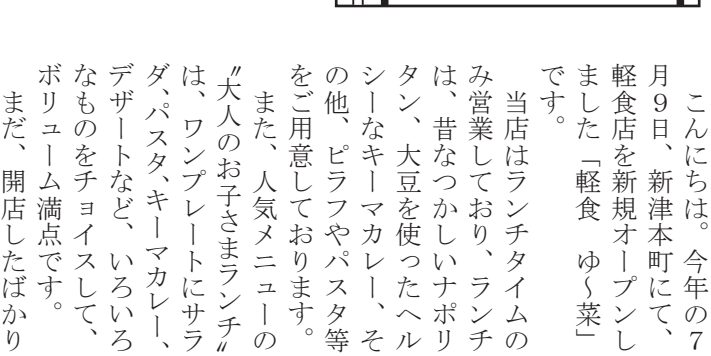 こんにちは。今年の7
月9日、新津本町にて、
軽食店を新規オープンし
ました「軽食　ゆ〜菜」
です。
当店はランチタイムの
み営業しており、ランチ
は、昔なつかしいナポリ
タン、大豆を使ったヘル
シーなキーマカレー、そ
の他、ピラフやパスタ等
をご用意しております。
また、人気メニューの
〝大人のお子さまランチ〟
は、ワンプレートにサラ
ダ、パスタ、キーマカレー、
デザートなど、いろいろ
なものをチョイスして、
ボリューム満点です。
まだ、開店したばかり